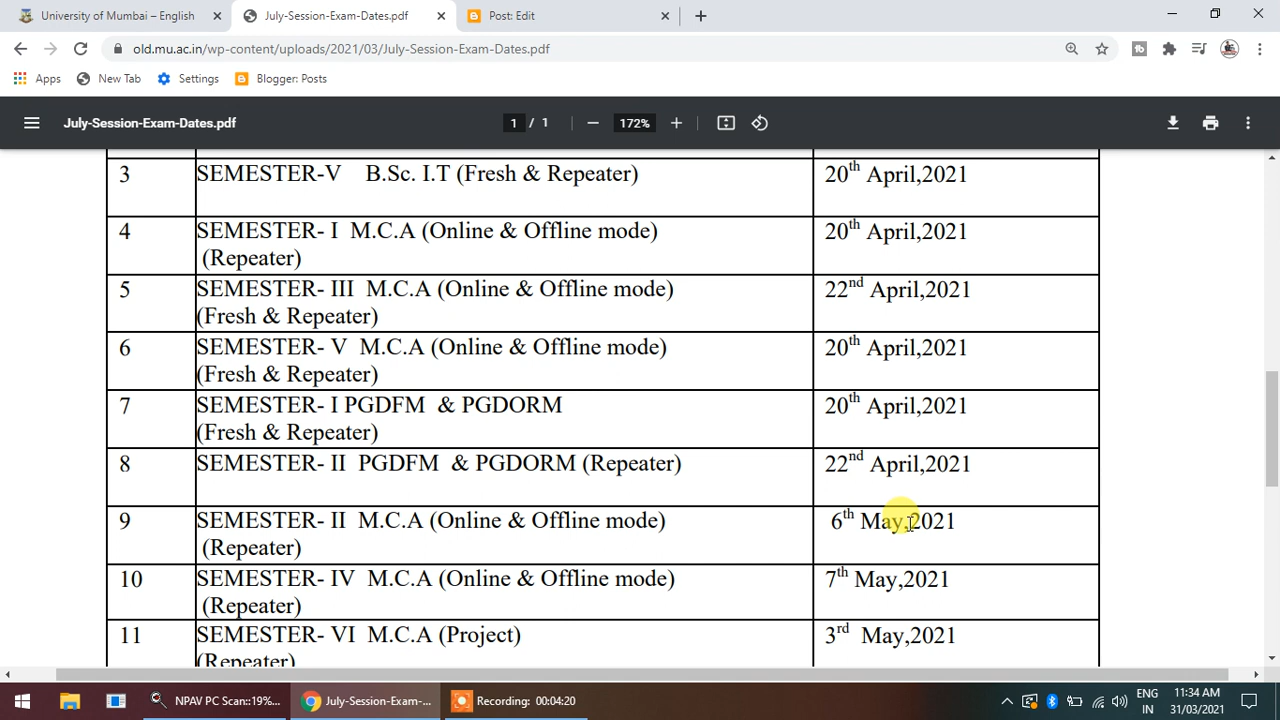 University of Mumbai – English
July-Session-Exam-Dates.pdf
Post: Edit
old.mu.ac.in/wp-content/uploads/2021/03/July-Session-Exam-Dates.pdf
Apps
New Tab
Settings
Blogger: Posts
July-Session-Exam-Dates.pdf
1 / 1
172%
3 SEMESTER-V B.Sc. I.T (Fresh & Repeater) 20th April,2021
4 SEMESTER- I M.C.A (Online & Offline mode) 20th April,2021
(Repeater)
5 SEMESTER- III M.C.A (Online & Offline mode) 22nd April,2021
(Fresh & Repeater)
6 SEMESTER- V M.C.A (Online & Offline mode) 20th April,2021
(Fresh & Repeater)
7 SEMESTER- I PGDFM & PGDORM 20th April,2021
(Fresh & Repeater)
8 SEMESTER- II PGDFM & PGDORM (Repeater) 22nd April,2021
9 SEMESTER- II M.C.A (Online & Offline mode) 6th May,2021
(Repeater)
10 SEMESTER- IV M.C.A (Online & Offline mode) 7th May,2021
(Repeater)
11 SEMESTER- VI M.C.A (Project) 3rd May,2021
(Repeater)
NPAV PC Scan::19%...
July-Session-Exam-...
Recording: 00:04:20
ENG
IN
11:34 AM
31/03/2021